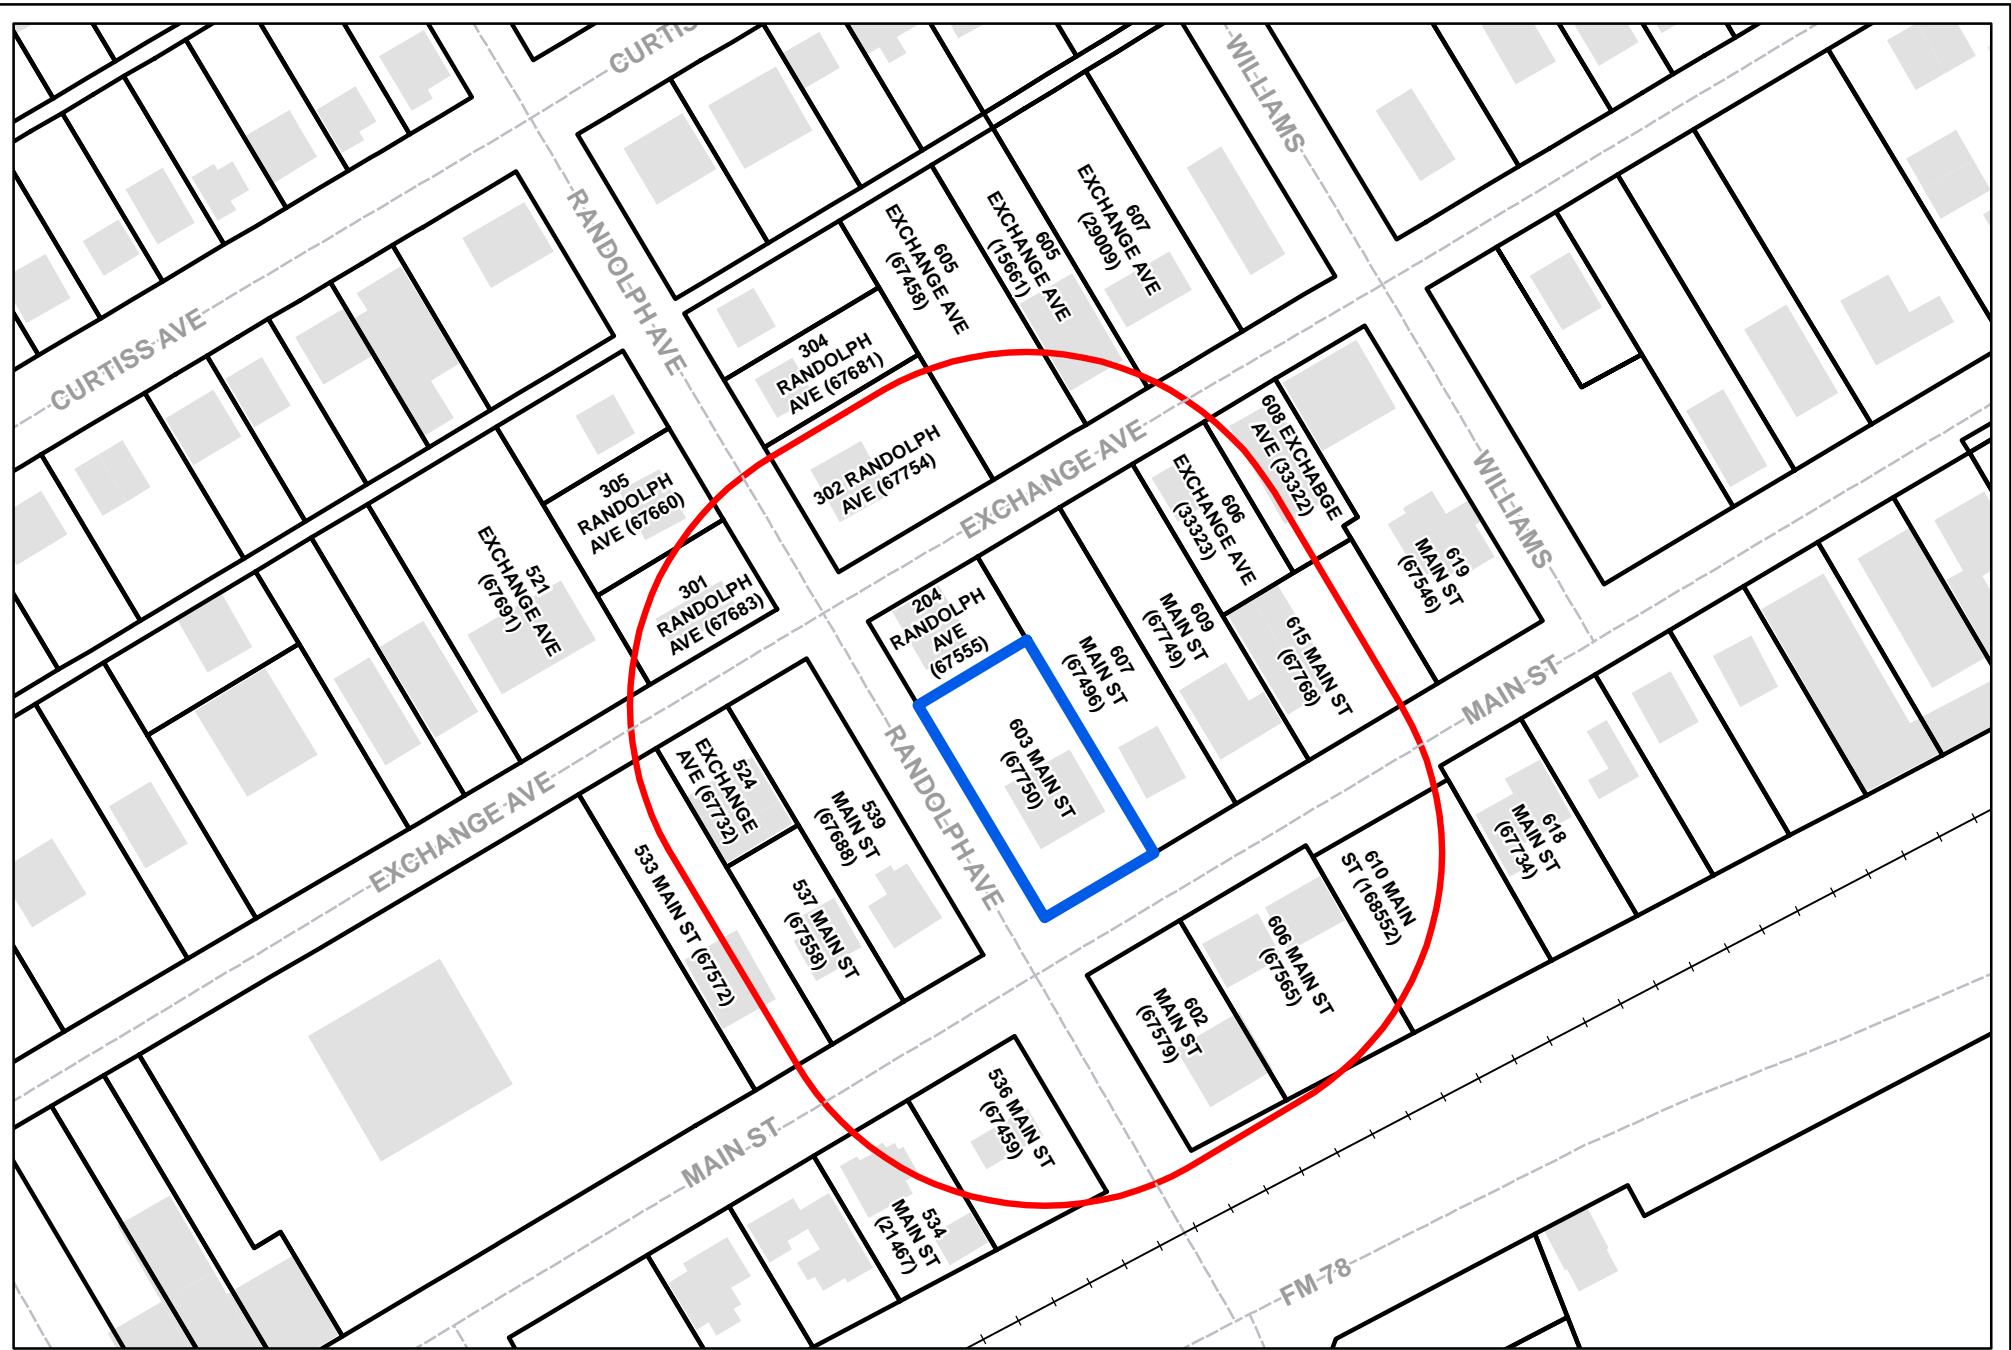 CURTIS
WILLIAMS
RANDOLPH AVE
CURTISS AVE
607
EXCHANGE AVE
(29009)
605
EXCHANGE AVE
(15661)
605
EXCHANGE AVE
(67458)
304
RANDOLPH
AVE (67681)
302 RANDOLPH
AVE (67754)
EXCHANGE AVE
608 EXCHABGE
AVE (33322)
606
EXCHANGE AVE
(33323)
WILLIAMS
619
MAIN ST
(67546)
305
RANDOLPH
AVE (67660)
521
EXCHANGE AVE
(67691)
301
RANDOLPH
AVE (67683)
204
RANDOLPH
AVE
(67555)
609
MAIN ST
(67749)
607
MAIN ST
(67496)
615 MAIN ST
(67768)
MAIN ST
603 MAIN ST
(67750)
RANDOLPH AVE
524
EXCHANGE
AVE (67732)
539
MAIN ST
(67688)
EXCHANGE AVE
533 MAIN ST (67572)
537 MAIN ST
(67558)
618
MAIN ST
(67734)
610 MAIN
ST (168552)
606 MAIN ST
(67565)
602
MAIN ST
(67579)
536 MAIN ST
(67459)
MAIN ST
534
MAIN ST
(21467)
FM 78